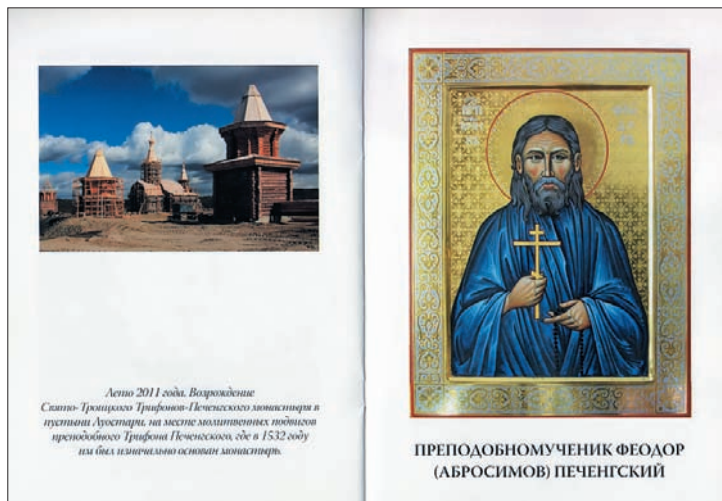 Лето 2011 года. Возрождение
Свято-Троицкого Трифонов-Печенгского монастыря в
пустыни Луостари, на месте молитвенных подвигов
преподобного Трифона Печенгского, где в 1532 году
им был изначально основан монастырь.
ПРЕПОДОБНОМУЧЕНИК ФЕОДОР
(АБРОСИМОВ) ПЕЧЕНГСКИЙ